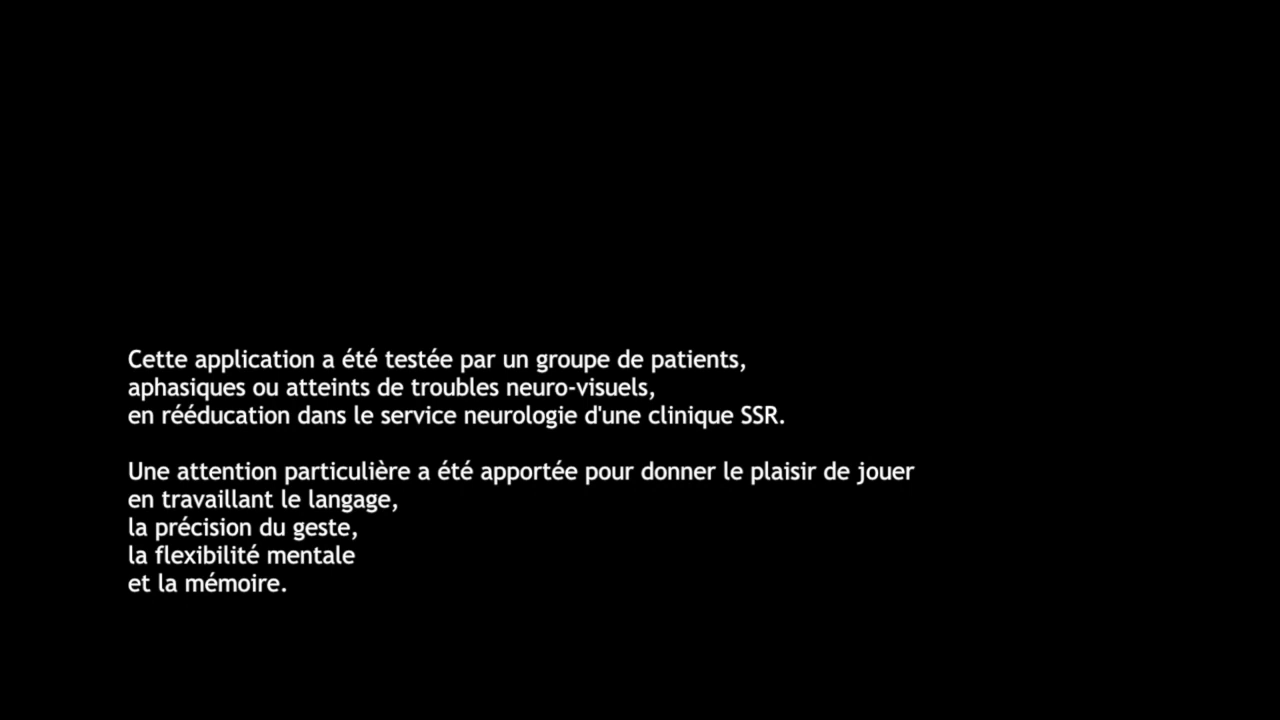 Cette application a été testée par un groupe de patients,
aphasiques ou atteints de troubles neuro-visuels,
en rééducation dans le service neurologie d'une clinique SSR.
Une attention particulière a été apportée pour donner le plaisir de jouer
en travaillant le langage,
la précision du geste,
la flexibilité mentale
et la mémoire.